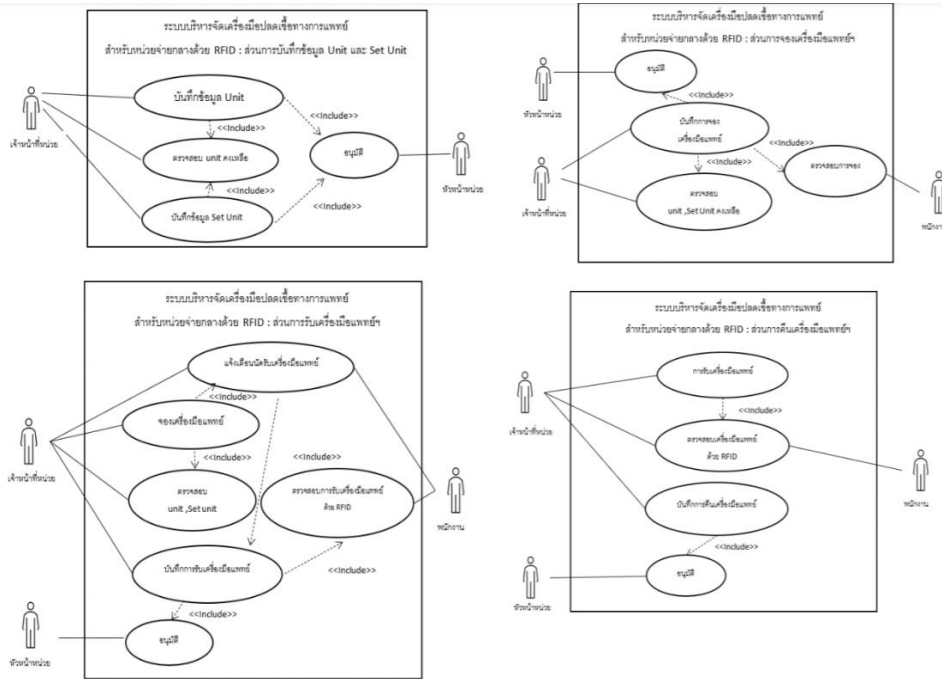 ระบบบริหารจัดเครื่องมือปลดเชื้อทางการแพทย์
สำหรับหน่วยจ่ายกลางด้วย RFID : ส่วนการบันทึกข้อมูล Unit และ Set Unit
บันทึกข้อมูล Unit
<<Include>>
เจ้าหน้าที่หน่วย
ตรวจสอบ unit คงเหลือ
อนุมัติ
<<Include>>
<<Include>>
หัวหน้าหน่วย
บันทึกข้อมูล Set Unit
<<Include>>
ระบบบริหารจัดเครื่องมือปลดเชื้อทางการแพทย์
สำหรับหน่วยจ่ายกลางด้วย RFID : ส่วนการจองเครื่องมือแพทย์ฯ
อนุมัติ
หัวหน้าหน่วย
<<Include>>
บันทึกการจอง
เครื่องมือแพทย์
<<Include>>
<<Include>>
ตรวจสอบการจอง
เจ้าหน้าที่หน่วย
ตรวจสอบ
unit ,Set Unit คงเหลือ
พนักงาน
ระบบบริหารจัดเครื่องมือปลดเชื้อทางการแพทย์
สำหรับหน่วยจ่ายกลางด้วย RFID : ส่วนการรับเครื่องมือแพทย์ฯ
แจ้งเตือนนัดรับเครื่องมือแพทย์
<<Include>>
จองเครื่องมือแพทย์
<<Include>>
<<Include>>
เจ้าหน้าที่หน่วย
ตรวจสอบ
unit ,Set unit
ตรวจสอบการรับเครื่องมือแพทย์
ด้วย RFID
พนักงาน
บันทึกการรับเครื่องมือแพทย์
<<Include>>
<<Include>>
อนุมัติ
หัวหน้าหน่วย
ระบบบริหารจัดเครื่องมือปลดเชื้อทางการแพทย์
สำหรับหน่วยจ่ายกลางด้วย RFID : ส่วนการคืนเครื่องมือแพทย์ฯ
การรับเครื่องมือแพทย์
<<Include>>
เจ้าหน้าที่หน่วย
ตรวจสอบเครื่องมือแพทย์
ด้วย RFID
พนักงาน
บันทึกการคืนเครื่องมือแพทย์
<<Include>>
อนุมัติ
หัวหน้าหน่วย